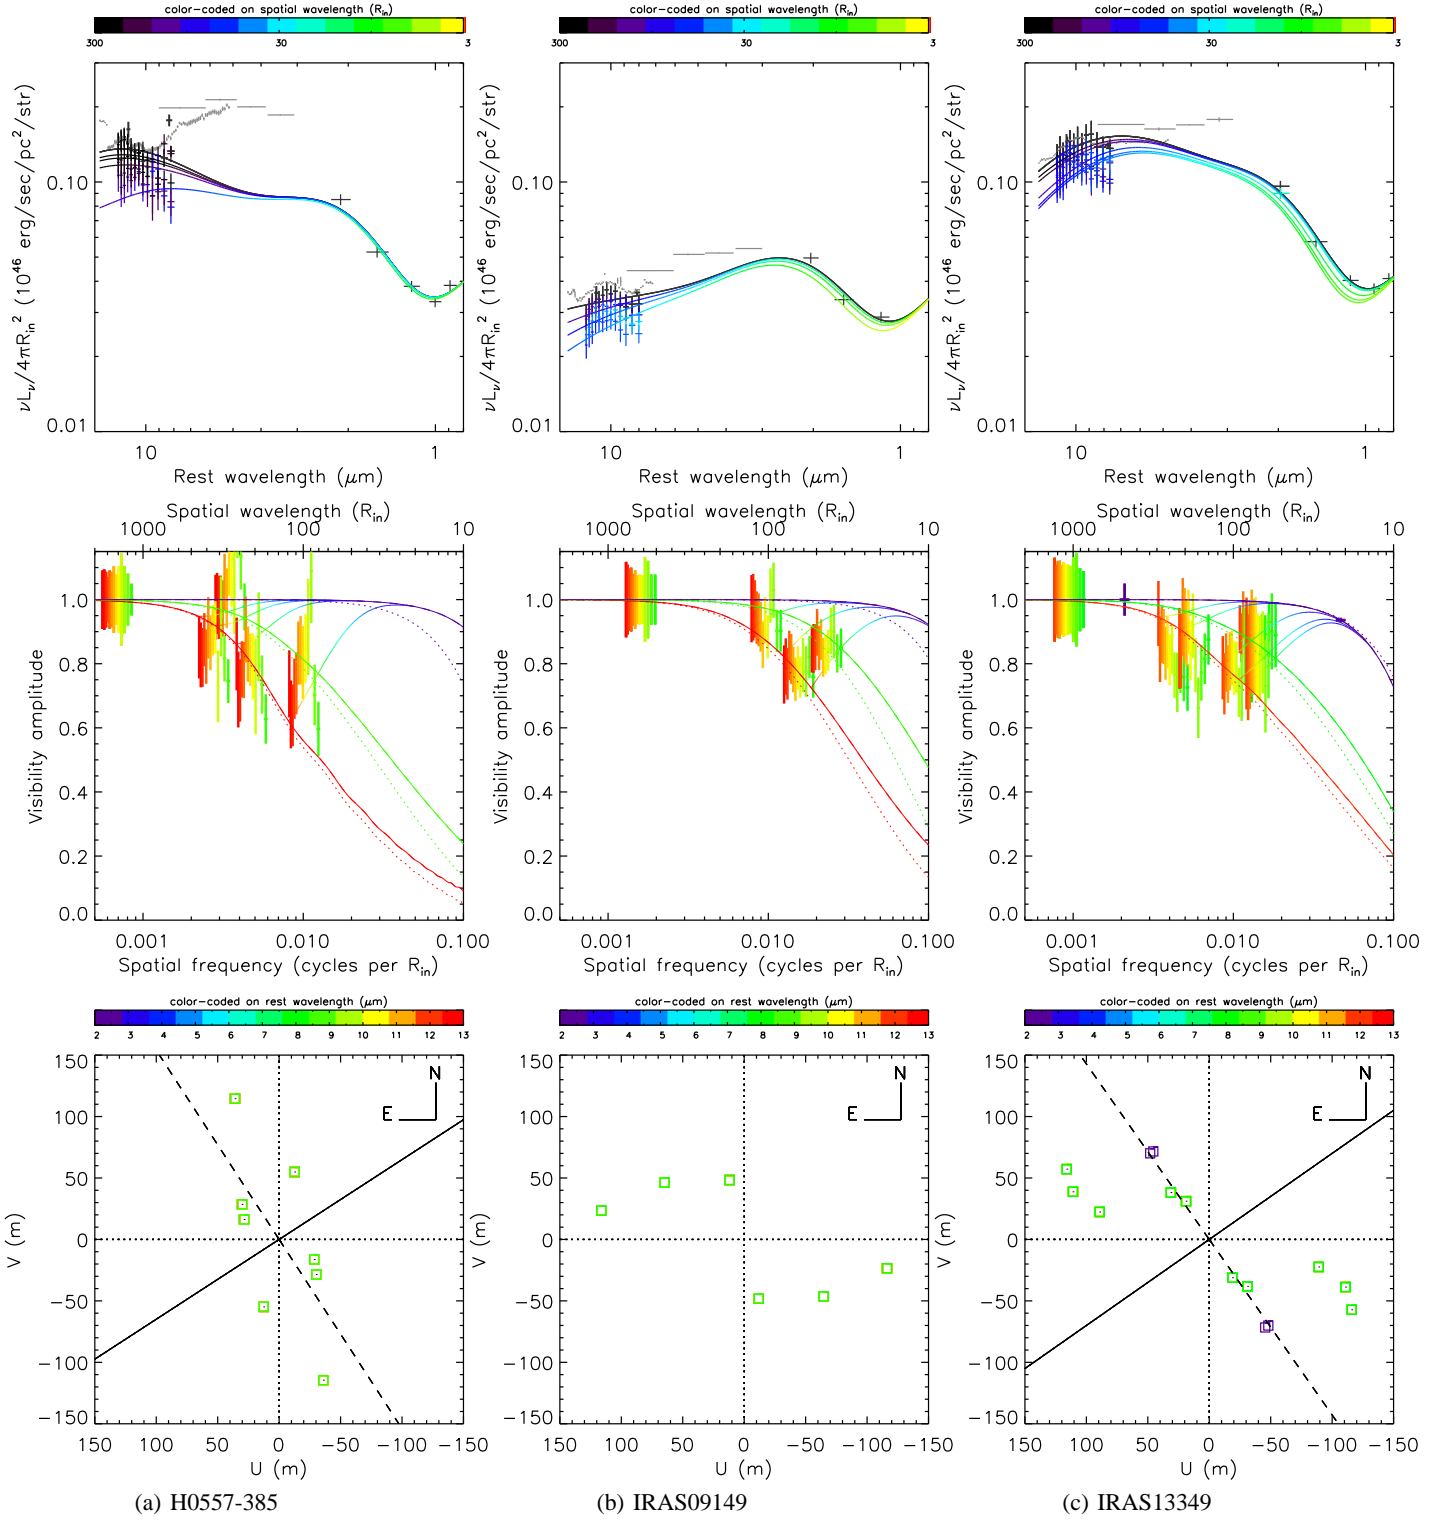 color-coded on spatial wavelength (R_in) color-coded on spatial wavelength (R_in) color-coded on spatial wavelength (R_in)
300 30 3 300 30 3 300 30 3
νL_ν/4πR_in^2 (10^46 erg/sec/pc^2/str)
0.10
0.01
10 1
Rest wavelength (μm)
νL_ν/4πR_in^2 (10^46 erg/sec/pc^2/str)
0.10
0.01
10 1
Rest wavelength (μm)
νL_ν/4πR_in^2 (10^46 erg/sec/pc^2/str)
0.10
0.01
10 1
Rest wavelength (μm)
Spatial wavelength (R_in)
1000 100 10
Visibility amplitude
1.0
0.8
0.6
0.4
0.2
0.0
0.001 0.010 0.100
Spatial frequency (cycles per R_in)
Spatial wavelength (R_in)
1000 100 10
Visibility amplitude
1.0
0.8
0.6
0.4
0.2
0.0
0.001 0.010 0.100
Spatial frequency (cycles per R_in)
Spatial wavelength (R_in)
1000 100 10
Visibility amplitude
1.0
0.8
0.6
0.4
0.2
0.0
0.001 0.010 0.100
Spatial frequency (cycles per R_in)
color-coded on rest wavelength (μm)
2 3 4 5 6 7 8 9 10 11 12 13
N
E
V (m)
150
100
50
0
−50
−100
−150
150 100 50 0 −50 −100 −150
U (m)
(a) H0557-385
color-coded on rest wavelength (μm)
2 3 4 5 6 7 8 9 10 11 12 13
N
E
V (m)
150
100
50
0
−50
−100
−150
150 100 50 0 −50 −100 −150
U (m)
(b) IRAS09149
color-coded on rest wavelength (μm)
2 3 4 5 6 7 8 9 10 11 12 13
N
E
V (m)
150
100
50
0
−50
−100
−150
150 100 50 0 −50 −100 −150
U (m)
(c) IRAS13349